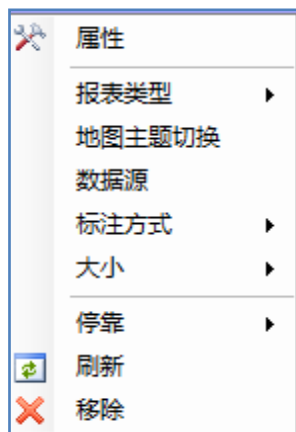 属性
报表类型
地图主题切换
数据源
标注方式
大小
停靠
刷新
移除